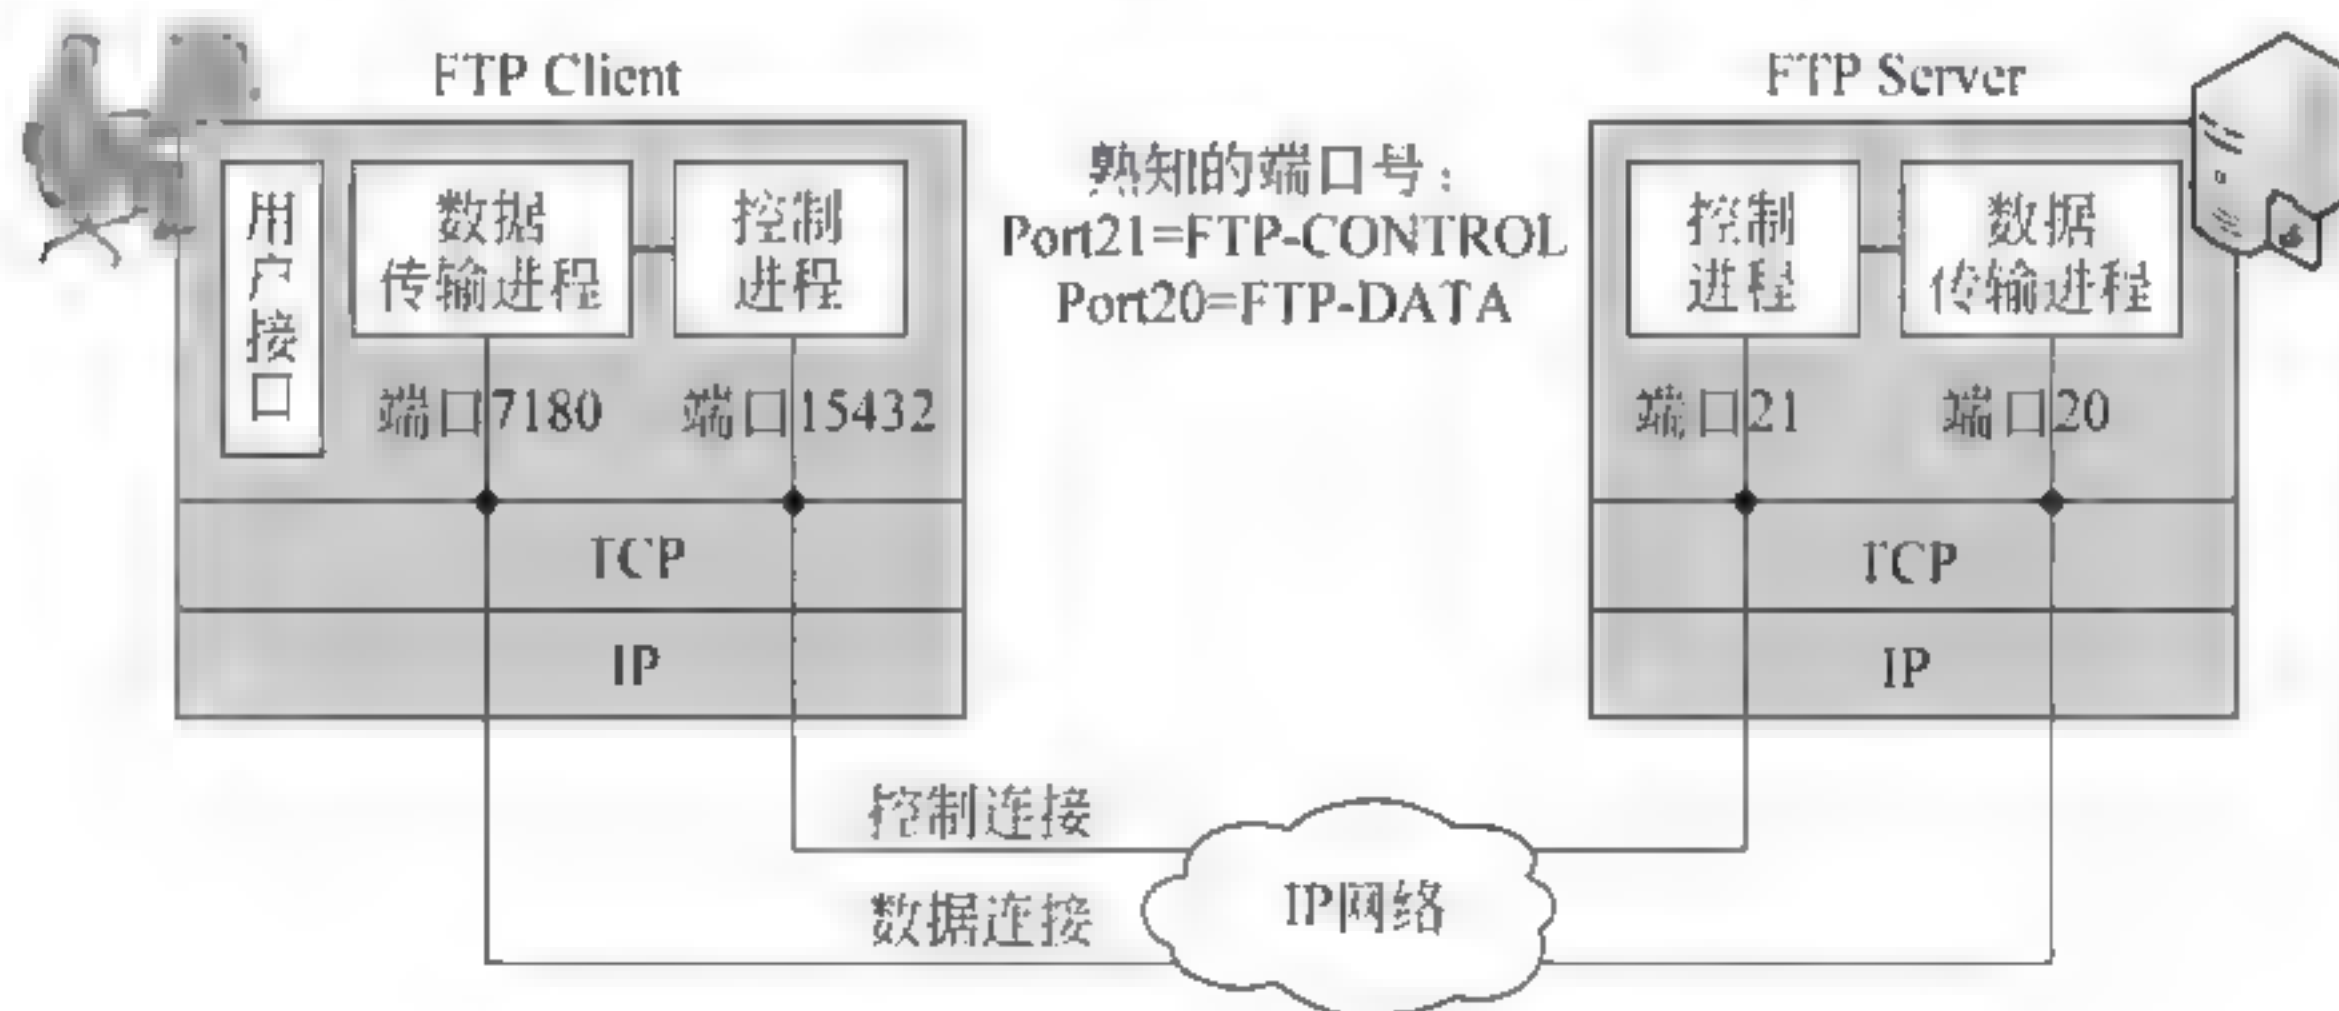 FTP Client
用户接口
数据
传输进程
控制
进程
端口7180
端口15432
TCP
IP
熟知的端口号：
Port21=FTP-CONTROL
Port20=FTP-DATA
FTP Server
控制
进程
数据
传输进程
端口21
端口20
TCP
IP
控制连接
数据连接
IP网络